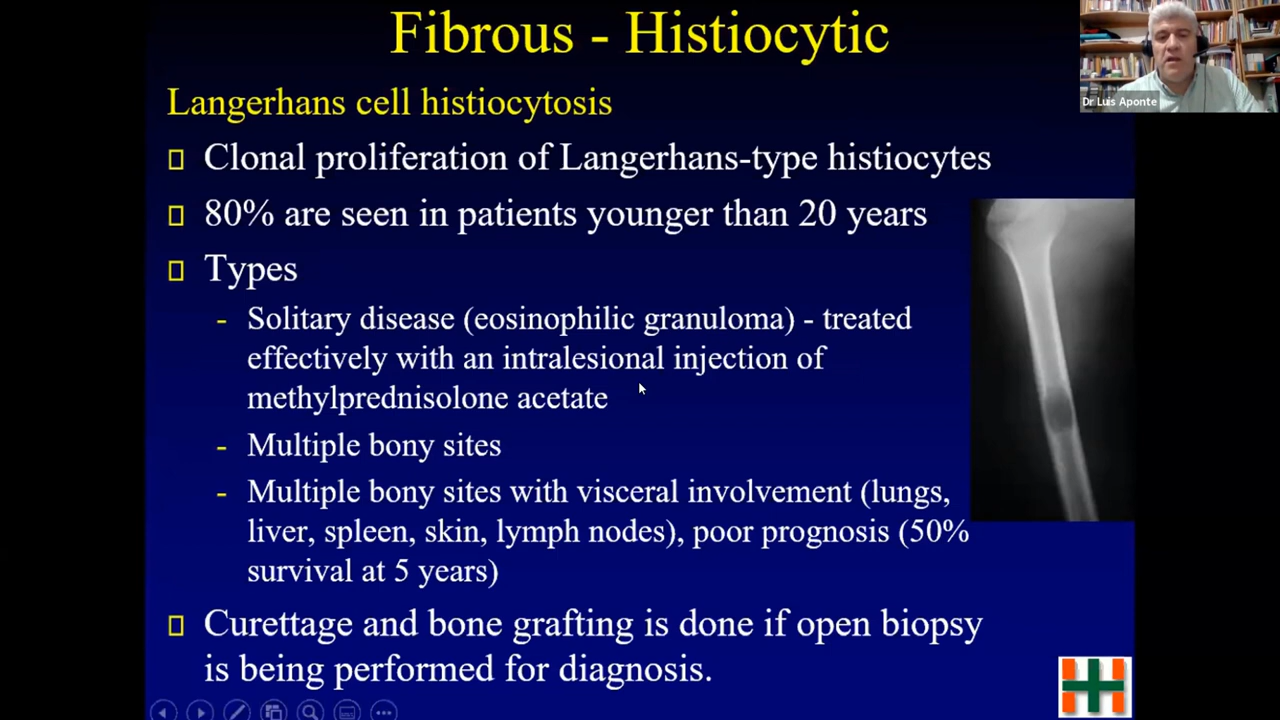 Fibrous - Histiocytic
Dr Luis Aponte
Langerhans cell histiocytosis
Clonal proliferation of Langerhans-type histiocytes
80% are seen in patients younger than 20 years
Types
- Solitary disease (eosinophilic granuloma) - treated
effectively with an intralesional injection of
methylprednisolone acetate
- Multiple bony sites
- Multiple bony sites with visceral involvement (lungs,
liver, spleen, skin, lymph nodes), poor prognosis (50%
survival at 5 years)
Curettage and bone grafting is done if open biopsy
is being performed for diagnosis.